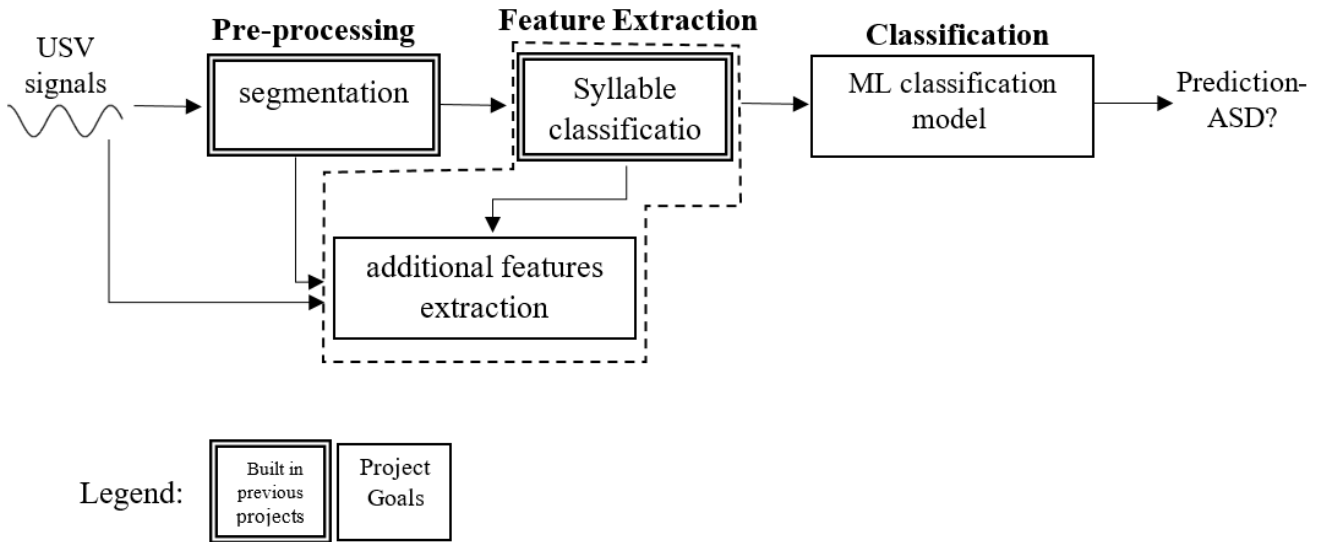 USV
signals
Pre-processing
segmentation
Feature Extraction
Syllable
classificatio
Classification
ML classification
model
Prediction-
ASD?
additional features
extraction
Legend:
Built in
previous
projects
Project
Goals